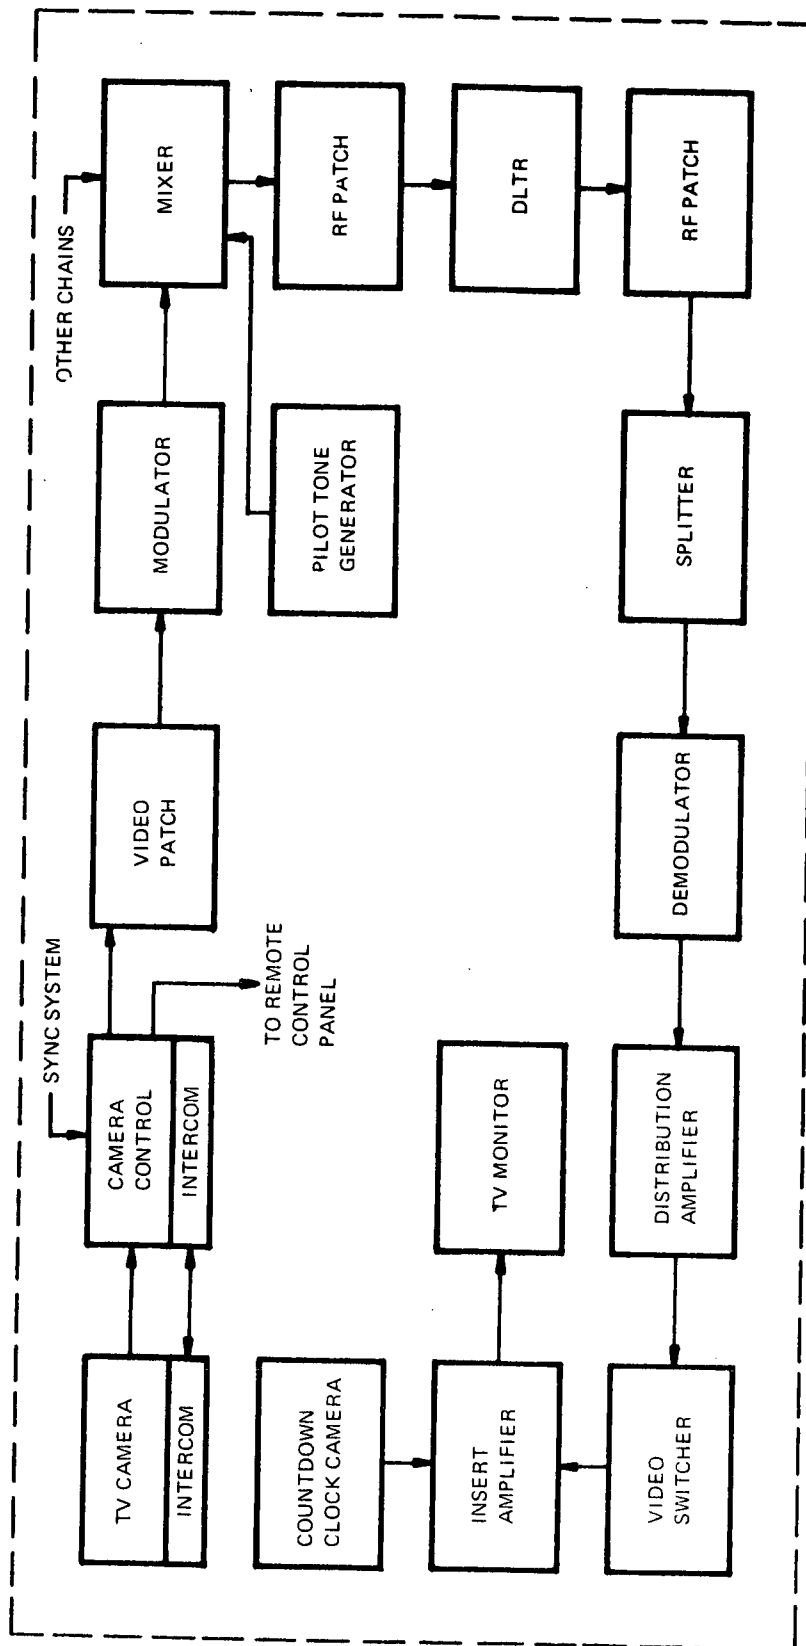 SYNC SYSTEM
OTHER CHAINS
TV CAMERA
INTERCOM
CAMERA
CONTROL
INTERCOM
VIDEO
PATCH
MODULATOR
MIXER
TO REMOTE
CONTROL
PANEL
COUNTDOWN
CLOCK CAMERA
PILOT TONE
GENERATOR
RF PATCH
INSERT
AMPLIFIER
TV MONITOR
DLTR
VIDEO
SWITCHER
DISTRIBUTION
AMPLIFIER
DEMODULATOR
SPLITTER
RF PATCH